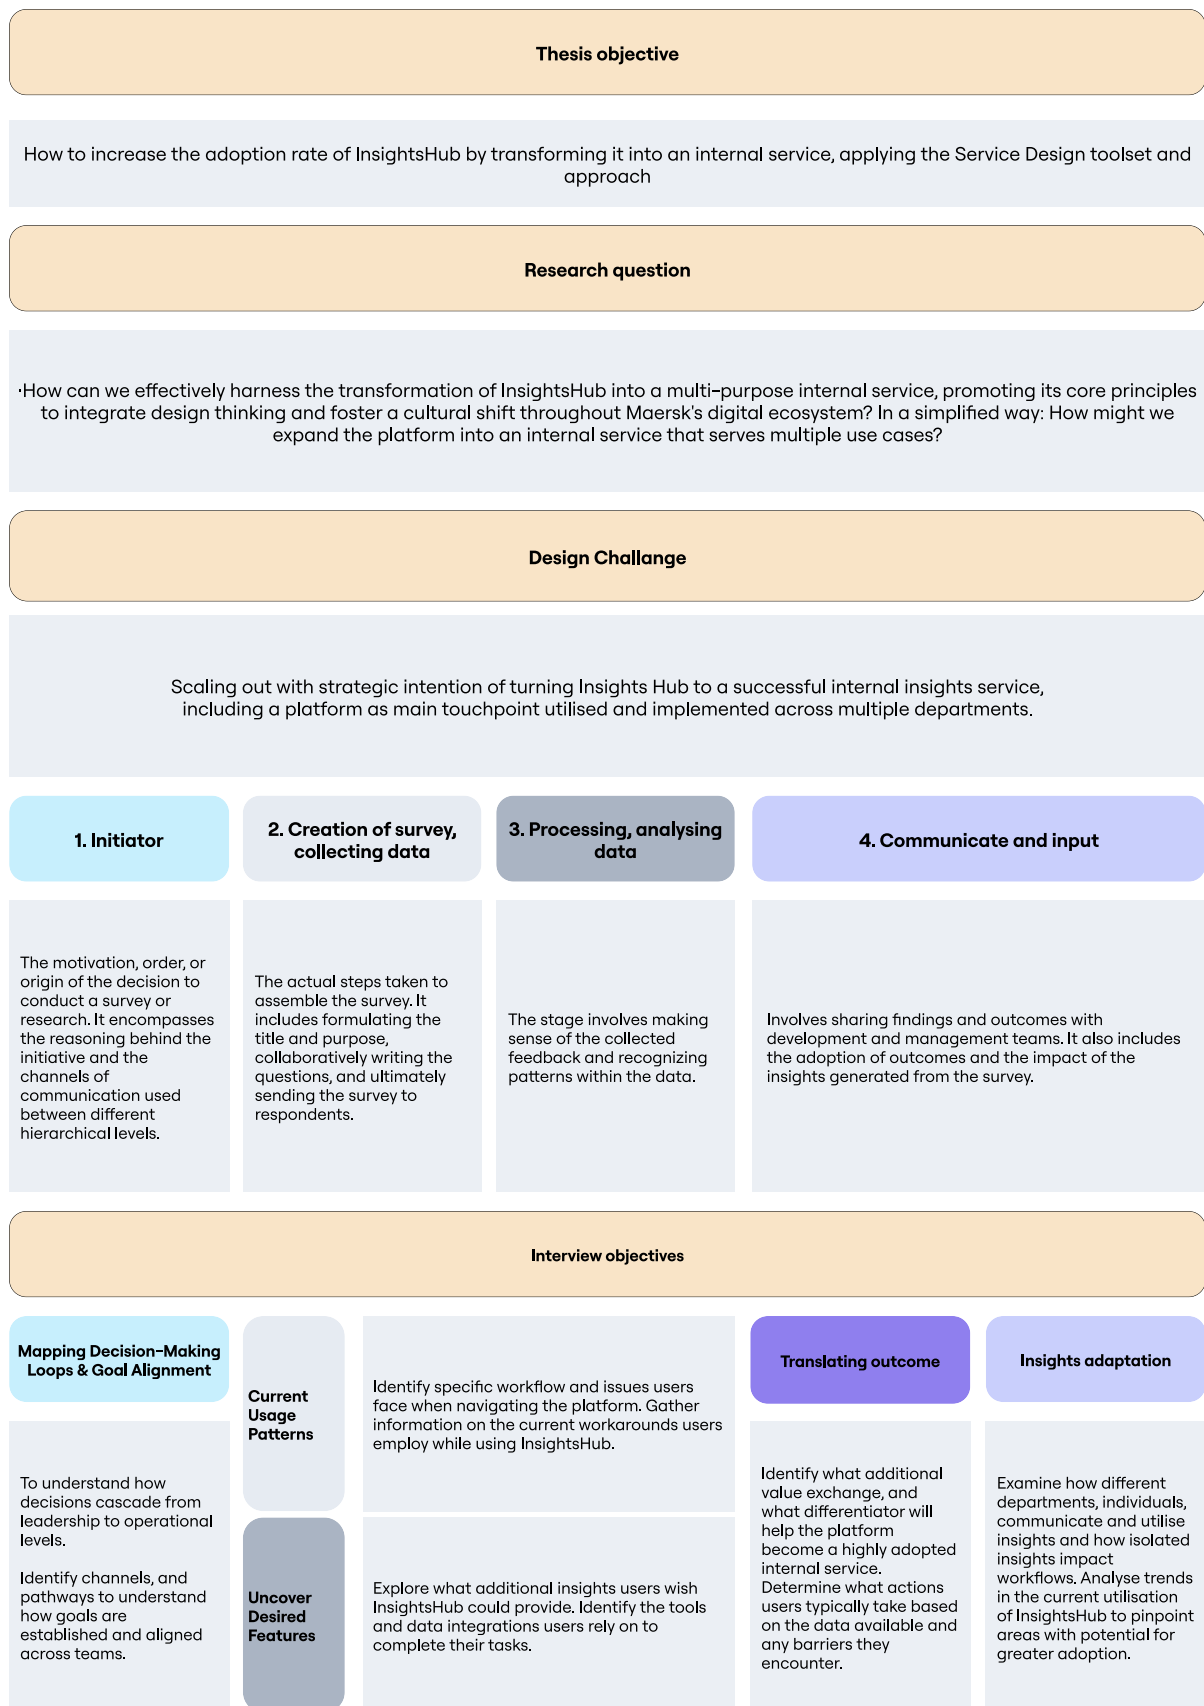 Thesis objective
How to increase the adoption rate of InsightsHub by transforming it into an internal service, applying the Service Design toolset and
approach
Research question
·How can we effectively harness the transformation of InsightsHub into a multi-purpose internal service, promoting its core principles
to integrate design thinking and foster a cultural shift throughout Maersk's digital ecosystem? In a simplified way: How might we
expand the platform into an internal service that serves multiple use cases?
Design Challange
Scaling out with strategic intention of turning Insights Hub to a successful internal insights service,
including a platform as main touchpoint utilised and implemented across multiple departments.
1. Initiator
The motivation, order, or
origin of the decision to
conduct a survey or
research. It encompasses
the reasoning behind the
initiative and the
channels of
communication used
between different
hierarchical levels.
2. Creation of survey,
collecting data
The actual steps taken to
assemble the survey. It
includes formulating the
title and purpose,
collaboratively writing the
questions, and ultimately
sending the survey to
respondents.
3. Processing, analysing
data
The stage involves making
sense of the collected
feedback and recognizing
patterns within the data.
4. Communicate and input
Involves sharing findings and outcomes with
development and management teams. It also includes
the adoption of outcomes and the impact of the
insights generated from the survey.
Interview objectives
Mapping Decision-Making
Loops & Goal Alignment
To understand how
decisions cascade from
leadership to operational
levels.
Identify channels, and
pathways to understand
how goals are
established and aligned
across teams.
Current
Usage
Patterns
Identify specific workflow and issues users
face when navigating the platform. Gather
information on the current workarounds users
employ while using InsightsHub.
Uncover
Desired
Features
Explore what additional insights users wish
InsightsHub could provide. Identify the tools
and data integrations users rely on to
complete their tasks.
Translating outcome
Identify what additional
value exchange, and
what differentiator will
help the platform
become a highly adopted
internal service.
Determine what actions
users typically take based
on the data available and
any barriers they
encounter.
Insights adaptation
Examine how different
departments, individuals,
communicate and utilise
insights and how isolated
insights impact
workflows. Analyse trends
in the current utilisation
of InsightsHub to pinpoint
areas with potential for
greater adoption.